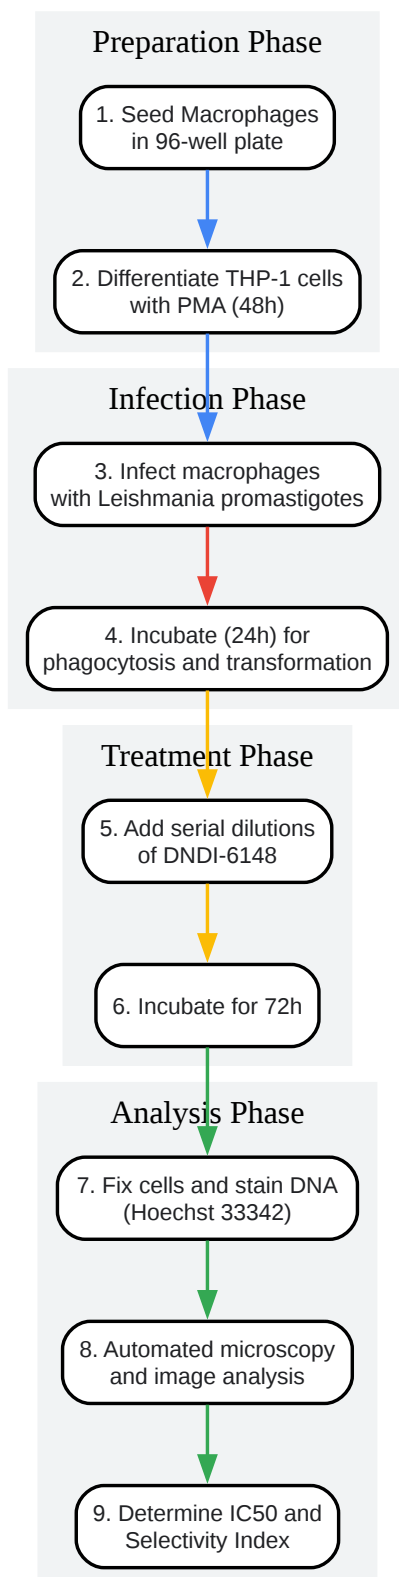 Preparation Phase
1. Seed Macrophages
in 96-well plate
2. Differentiate THP-1 cells
with PMA (48h)
Infection Phase
3. Infect macrophages
with Leishmania promastigotes
4. Incubate (24h) for
phagocytosis and transformation
Treatment Phase
5. Add serial dilutions
of DNDI-6148
6. Incubate for 72h
Analysis Phase
7. Fix cells and stain DNA
(Hoechst 33342)
8. Automated microscopy
and image analysis
9. Determine IC50 and
Selectivity Index